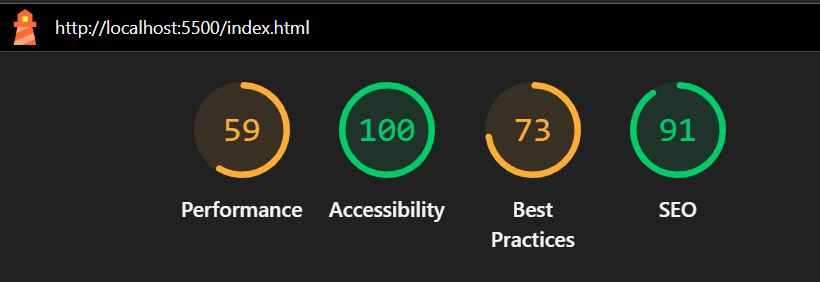 http://localhost:5500/index.html
59
100
73
91
Performance
Accessibility
Best
Practices
SEO